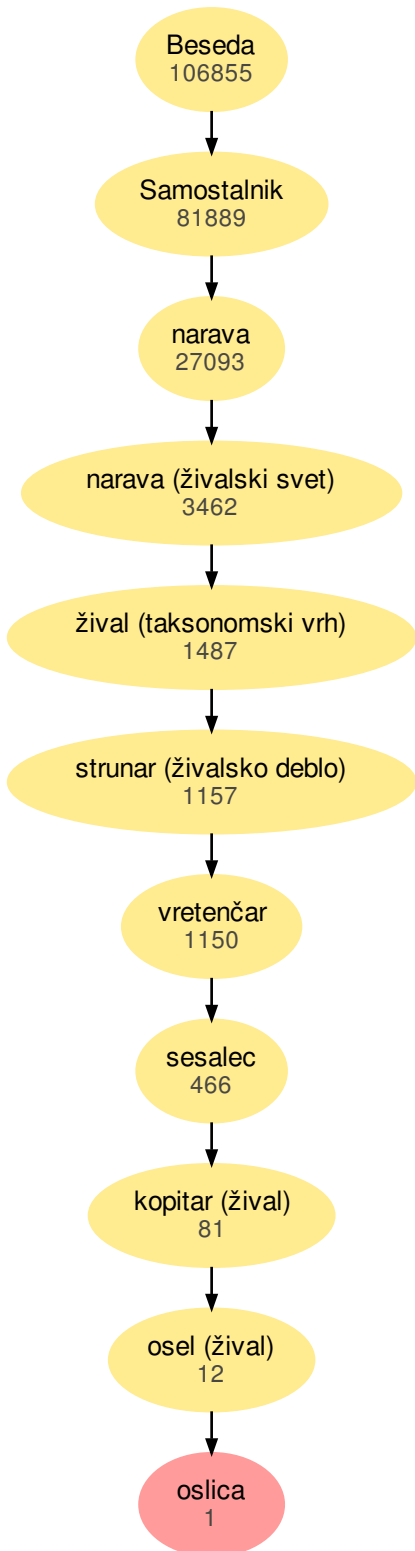 Beseda
106855
Samostalnik
81889
narava
27093
narava (živalski svet)
3462
žival (taksonomski vrh)
1487
strunar (živalsko deblo)
1157
vretenčar
1150
sesalec
466
kopitar (žival)
81
osel (žival)
12
oslica
1